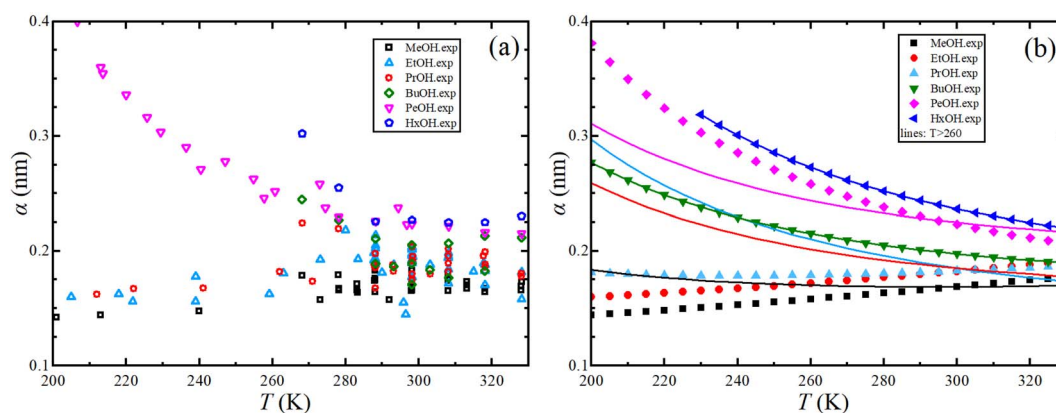 0.4
0.3
0.2
0.1
α (nm)
(a)
MeOH.exp
EtOH.exp
PrOH.exp
BuOH.exp
PeOH.exp
HxOH.exp
200 220 240 260 280 300 320
T (K)
0.4
0.3
0.2
0.1
α (nm)
(b)
MeOH.exp
EtOH.exp
PrOH.exp
BuOH.exp
PeOH.exp
HxOH.exp
lines: T>260
200 220 240 260 280 300 320
T (K)